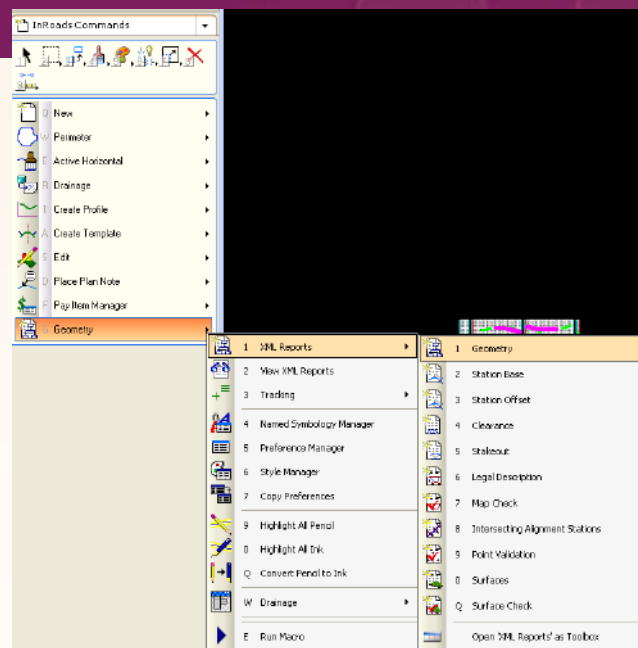 InRoads Commands
Q New
W Perimeter
E Active Horizontal
R Drainage
T Create Profile
A Create Template
S Edit
D Place Plan Note
F Pay Item Manager
G Geometry
1 XML Reports
2 View XML Reports
3 Tracking
4 Named Symbology Manager
5 Preference Manager
6 Style Manager
7 Copy Preferences
9 Highlight All Pencil
0 Highlight All Ink
Q Convert Pencil to Ink
W Drainage
E Run Macro
1 Geometry
2 Station Base
3 Station Offset
4 Clearance
5 Stakeout
6 Legal Description
7 Map Check
8 Intersecting Alignment Stations
9 Point Validation
0 Surfaces
Q Surface Check
Open 'XML Reports' as Toolbox